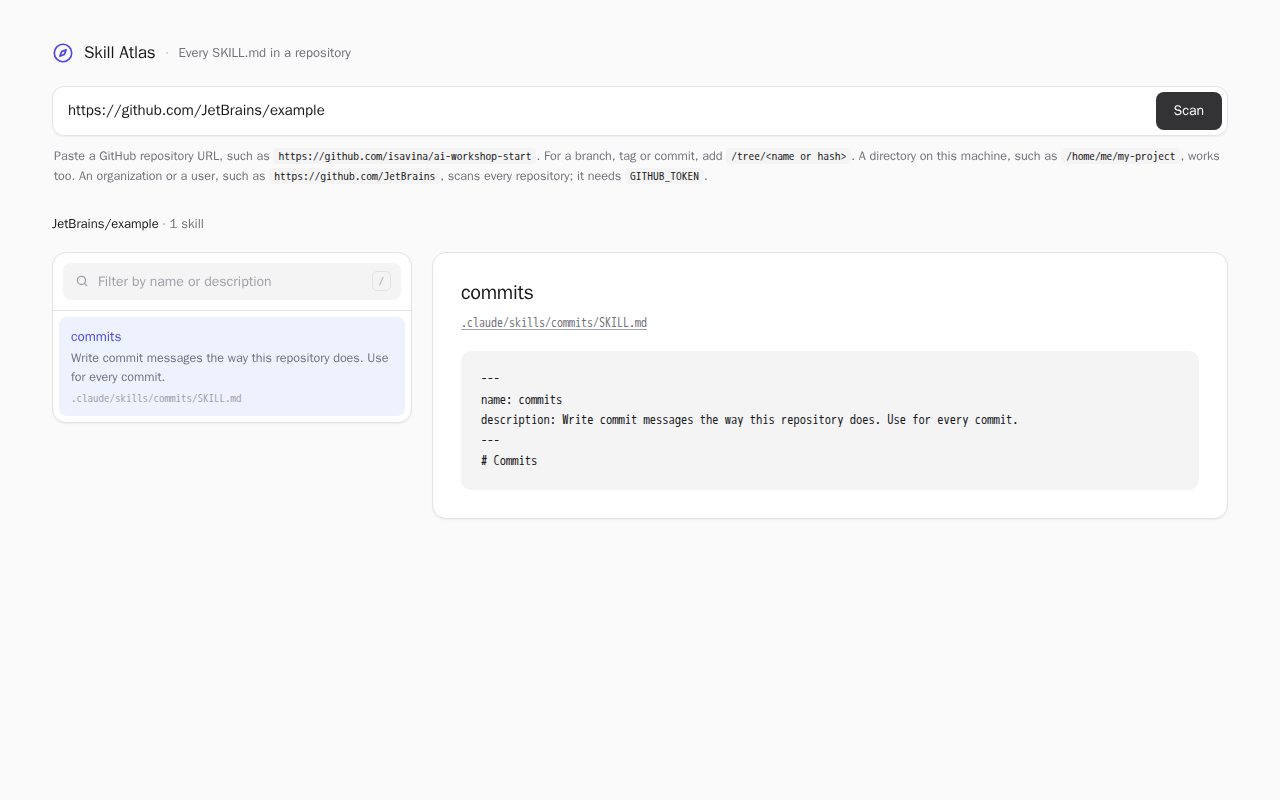 Skill Atlas · Every SKILL.md in a repository
https://github.com/JetBrains/example
Scan
Paste a GitHub repository URL, such as https://github.com/isavina/ai-workshop-start . For a branch, tag or commit, add /tree/<name or hash> . A directory on this machine, such as /home/me/my-project , works
too. An organization or a user, such as https://github.com/JetBrains , scans every repository; it needs GITHUB_TOKEN .
JetBrains/example · 1 skill
Filter by name or description /
commits
Write commit messages the way this repository does. Use
for every commit.
.claude/skills/commits/SKILL.md
commits
.claude/skills/commits/SKILL.md
---
name: commits
description: Write commit messages the way this repository does. Use for every commit.
---
# Commits